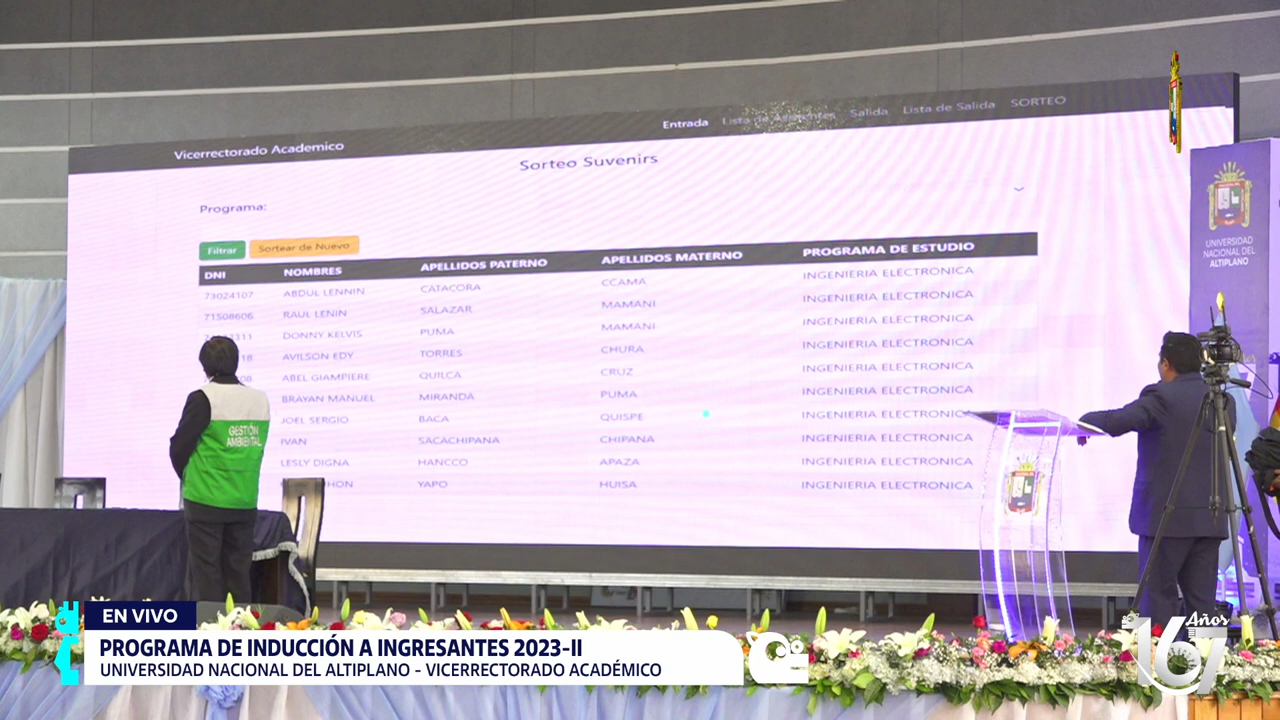 Vicerrectorado Academico
Entrada Lista de Asistentes Salida Lista de Salida SORTEO
Sorteo Suvenirs
Programa:
Filtrar Sortear de Nuevo
DNI NOMBRES APELLIDOS PATERNO APELLIDOS MATERNO PROGRAMA DE ESTUDIO
73024107 ABDUL LENNIN CATACORA CCAMA INGENIERIA ELECTRONICA
71508606 RAUL LENIN SALAZAR MAMANI INGENIERIA ELECTRONICA
DONNY KELVIS PUMA MAMANI INGENIERIA ELECTRONICA
AVILSON EDY TORRES CHURA INGENIERIA ELECTRONICA
ABEL GIAMPIERE QUILCA CRUZ INGENIERIA ELECTRONICA
BRAYAN MANUEL MIRANDA PUMA INGENIERIA ELECTRONICA
JOEL SERGIO BACA QUISPE INGENIERIA ELECTRONICA
IVAN SACACHIPANA CHIPANA INGENIERIA ELECTRONICA
LESLY DIGNA HANCCO APAZA INGENIERIA ELECTRONICA
YAPO HUISA INGENIERIA ELECTRONICA
UNIVERSIDAD
NACIONAL DEL
ALTIPLANO
GESTIÓN
AMBIENTAL
EN VIVO
PROGRAMA DE INDUCCIÓN A INGRESANTES 2023-II
UNIVERSIDAD NACIONAL DEL ALTIPLANO - VICERRECTORADO ACADÉMICO
167 Años